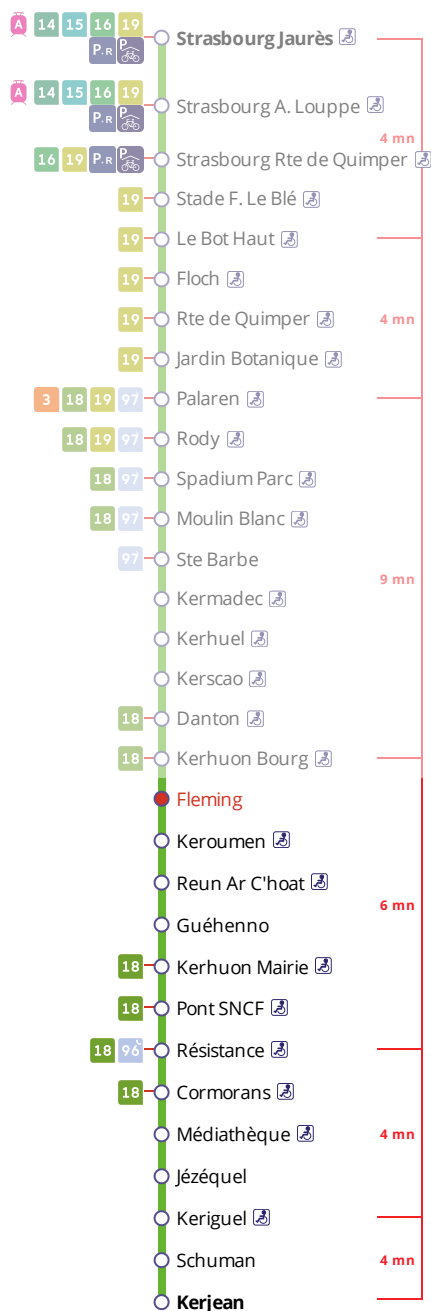 A 14 15 16 19
P+R P
Strasbourg Jaurès
A 14 15 16 19
P+R P
Strasbourg A. Louppe
4 mn
16 19 P+R P Strasbourg Rte de Quimper
19 Stade F. Le Blé
19 Le Bot Haut
19 Floch
19 Rte de Quimper 4 mn
19 Jardin Botanique
3 18 19 97 Palaren
18 19 97 Rody
18 97 Spadium Parc
18 97 Moulin Blanc
97 Ste Barbe
9 mn
Kermadec
Kerhuel
Kerscao
18 Danton
18 Kerhuon Bourg
Fleming
Keroumen
Reun Ar C'hoat
6 mn
Guéhenno
18 Kerhuon Mairie
18 Pont SNCF
18 96 Résistance
18 Cormorans
Médiathèque 4 mn
Jézéquel
Keriguel
Schuman 4 mn
Kerjean